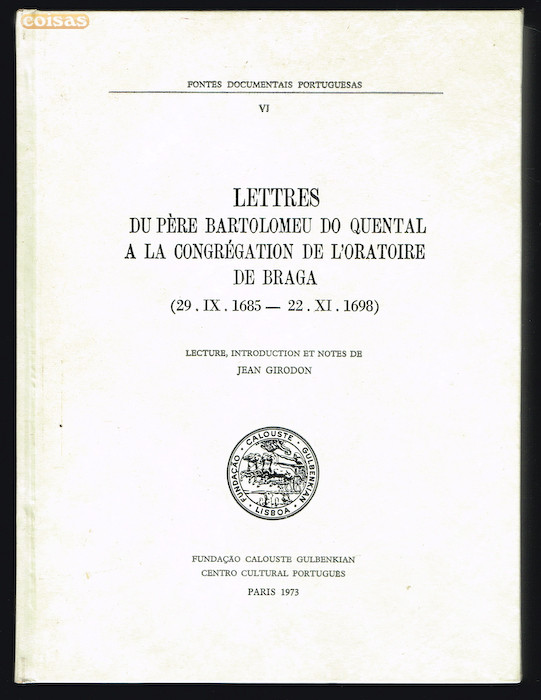 coisas
FONTES DOCUMENTAIS PORTUGUESAS
VI
LETTRES
DU PÈRE BARTOLOMEU DO QUENTAL
A LA CONGRÉGATION DE L'ORATOIRE
DE BRAGA
(29 . IX . 1685 — 22 . XI . 1698)
LECTURE, INTRODUCTION ET NOTES DE
JEAN GIRODON
FUNDAÇÃO · CALOUSTE · GULBENKIAN
· LISBOA ·
FUNDAÇÃO CALOUSTE GULBENKIAN
CENTRO CULTURAL PORTUGUÊS
PARIS 1973